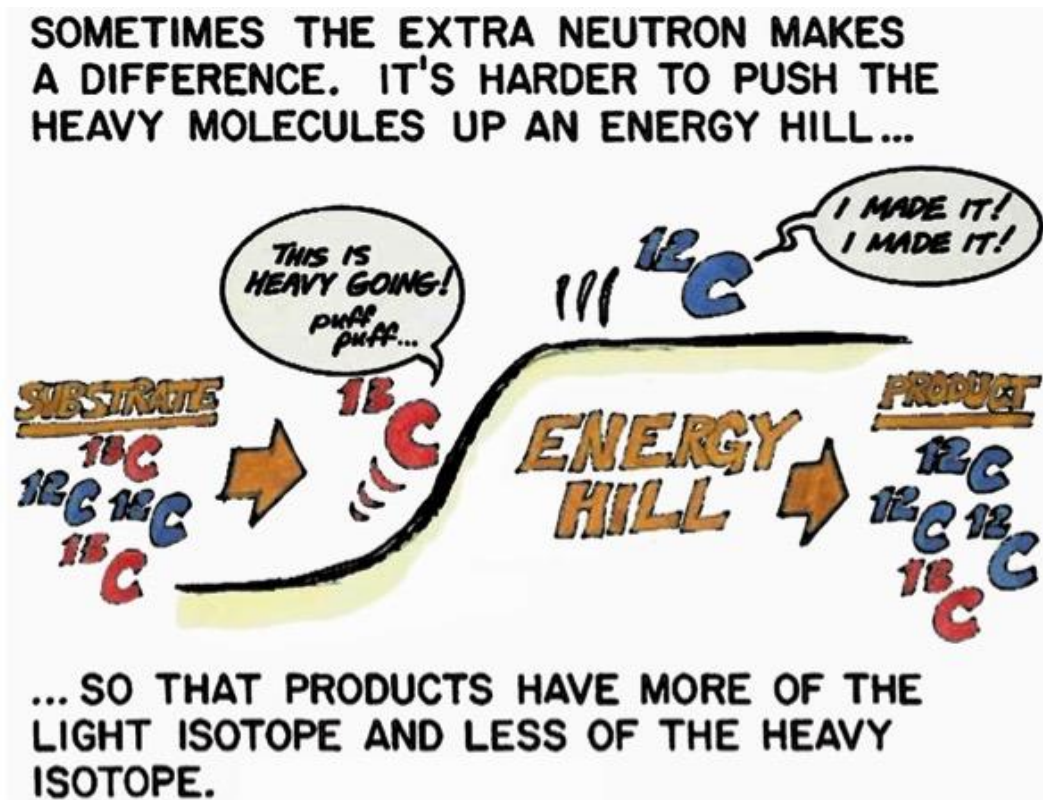 SOMETIMES THE EXTRA NEUTRON MAKES
A DIFFERENCE. IT'S HARDER TO PUSH THE
HEAVY MOLECULES UP AN ENERGY HILL...
I MADE IT!
I MADE IT!
12C
THIS IS
HEAVY GOING!
puff
puff...
13C
SUBSTRATE
13C
12C 12C
13C
ENERGY
HILL
PRODUCT
12C
12C 12C
13C
... SO THAT PRODUCTS HAVE MORE OF THE
LIGHT ISOTOPE AND LESS OF THE HEAVY
ISOTOPE.